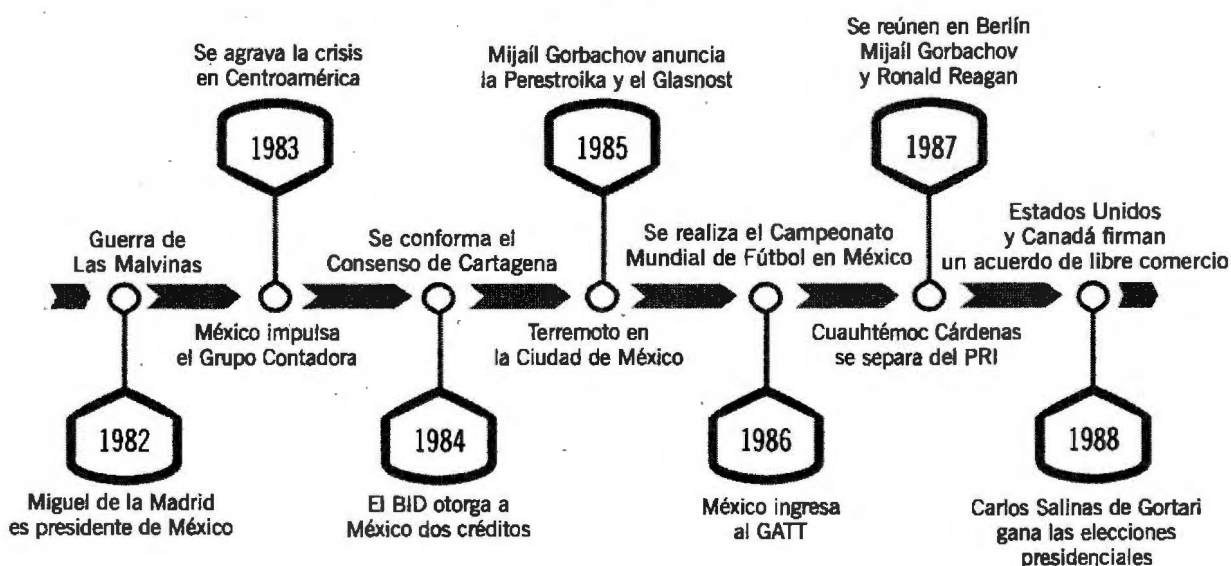 Guerra de
Las Malvinas
1982
Miguel de la Madrid
es presidente de México
Se agrava la crisis
en Centroamérica
1983
México impulsa
el Grupo Contadora
Se conforma el
Consenso de Cartagena
1984
El BID otorga a
México dos créditos
Mijaíl Gorbachov anuncia
la Perestroika y el Glasnost
1985
Terremoto en
la Ciudad de México
Se realiza el Campeonato
Mundial de Fútbol en México
1986
México ingresa
al GATT
Se reúnen en Berlín
Mijaíl Gorbachov
y Ronald Reagan
1987
Cuauhtémoc Cárdenas
se separa del PRI
Estados Unidos
y Canadá firman
un acuerdo de libre comercio
1988
Carlos Salinas de Gortari
gana las elecciones
presidenciales